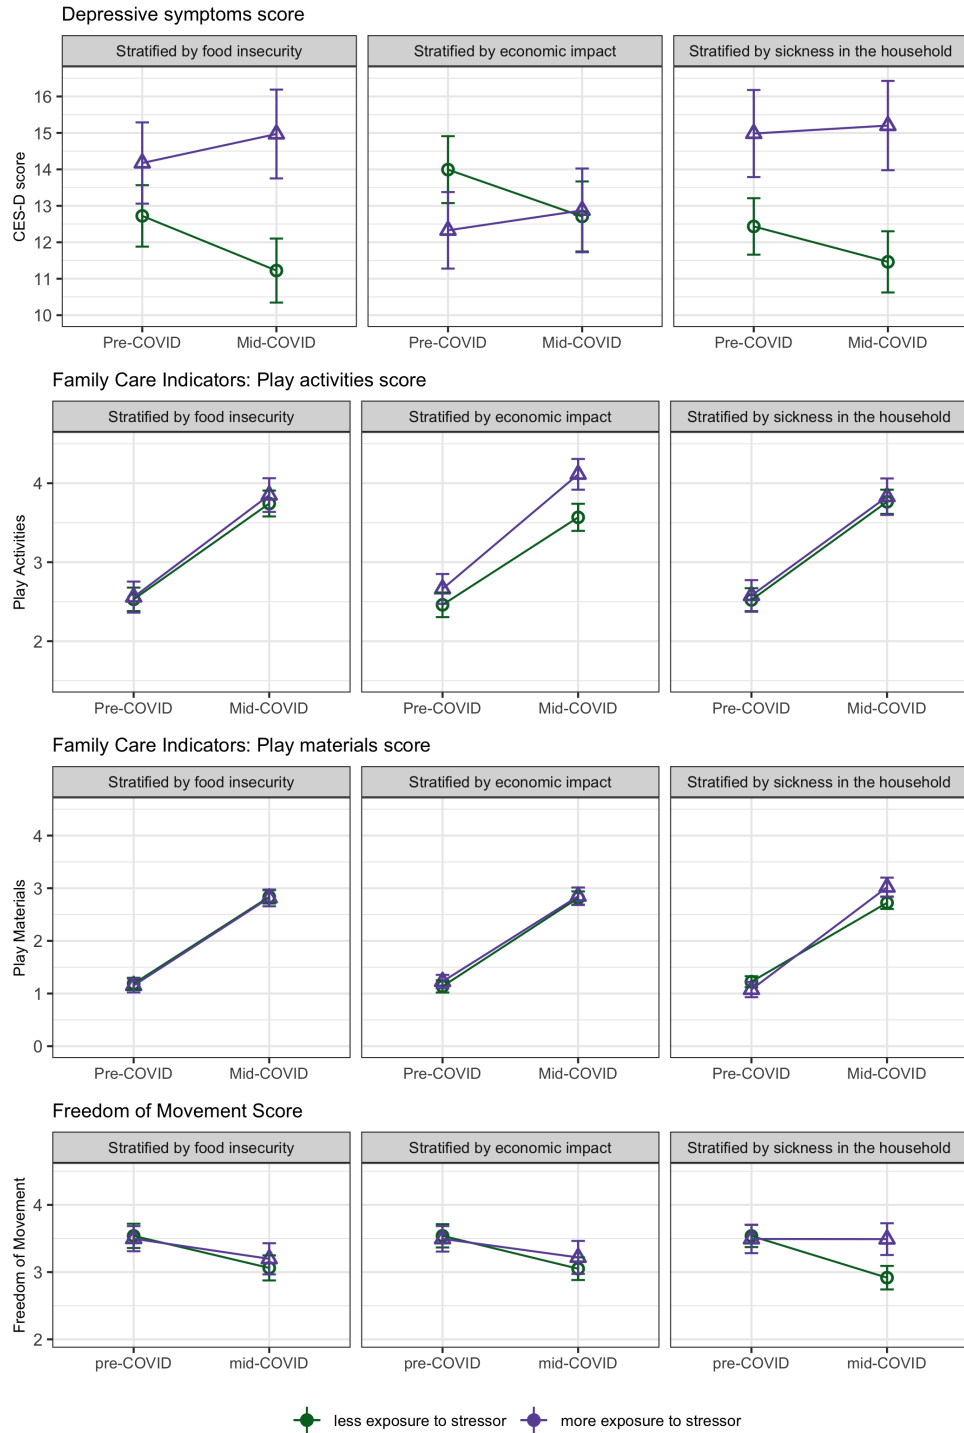 Depressive symptoms score
Stratified by food insecurity
Stratified by economic impact
Stratified by sickness in the household
CES-D score
16
15
14
13
12
11
10
Pre-COVID Mid-COVID
Pre-COVID Mid-COVID
Pre-COVID Mid-COVID
Family Care Indicators: Play activities score
Stratified by food insecurity
Stratified by economic impact
Stratified by sickness in the household
Play Activities
4
3
2
Pre-COVID Mid-COVID
Pre-COVID Mid-COVID
Pre-COVID Mid-COVID
Family Care Indicators: Play materials score
Stratified by food insecurity
Stratified by economic impact
Stratified by sickness in the household
Play Materials
4
3
2
1
0
Pre-COVID Mid-COVID
Pre-COVID Mid-COVID
Pre-COVID Mid-COVID
Freedom of Movement Score
Stratified by food insecurity
Stratified by economic impact
Stratified by sickness in the household
Freedom of Movement
4
3
2
pre-COVID mid-COVID
pre-COVID mid-COVID
pre-COVID mid-COVID
less exposure to stressor
more exposure to stressor